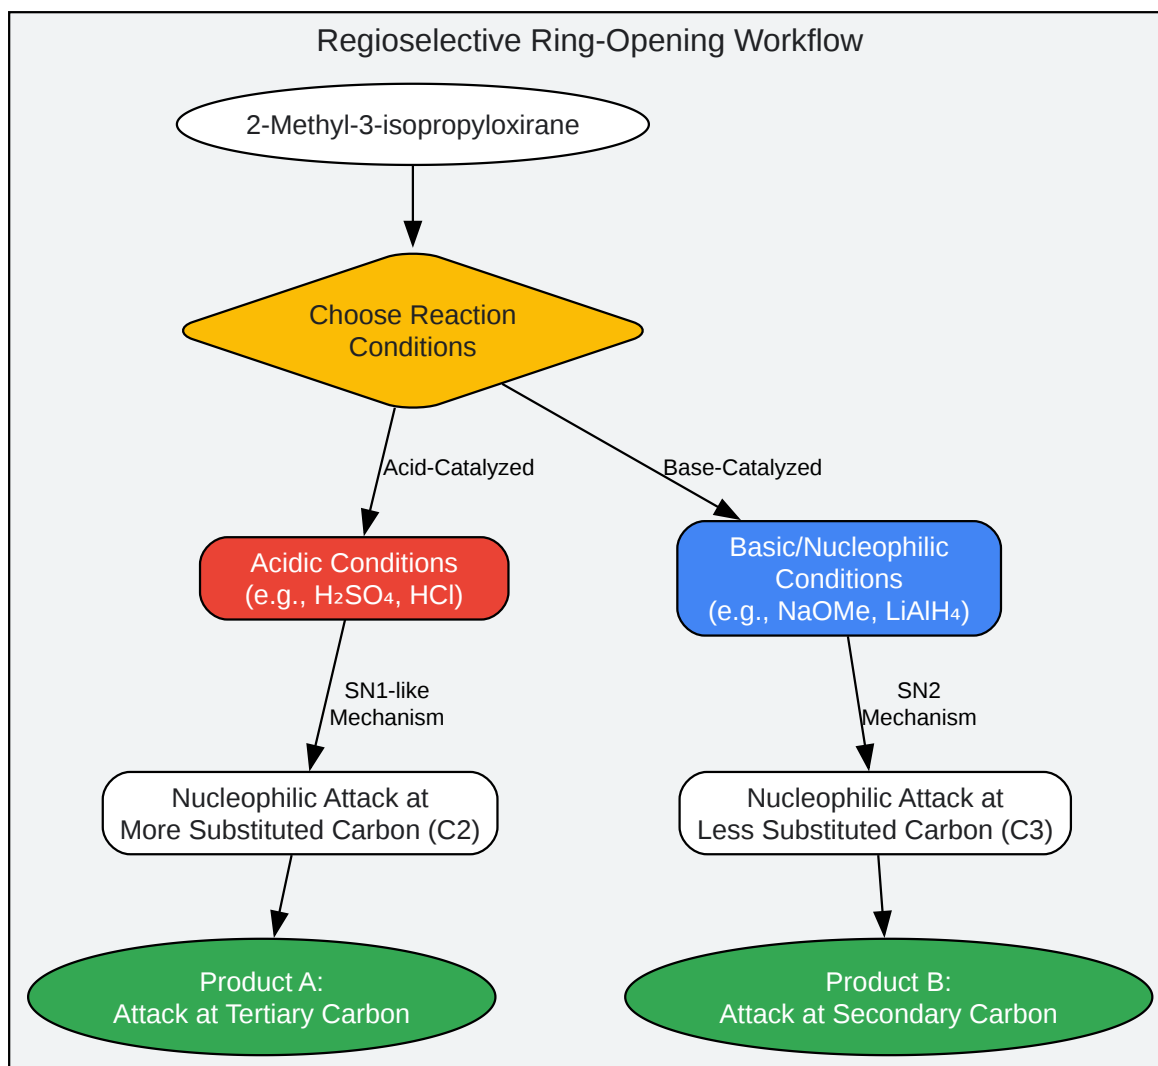 Regioselective Ring-Opening Workflow
2-Methyl-3-isopropyloxirane
Choose Reaction
Conditions
Acid-Catalyzed
Base-Catalyzed
Acidic Conditions
(e.g., H₂SO₄, HCl)
Basic/Nucleophilic
Conditions
(e.g., NaOMe, LiAlH₄)
SN1-like
Mechanism
SN2
Mechanism
Nucleophilic Attack at
More Substituted Carbon (C2)
Nucleophilic Attack at
Less Substituted Carbon (C3)
Product A:
Attack at Tertiary Carbon
Product B:
Attack at Secondary Carbon